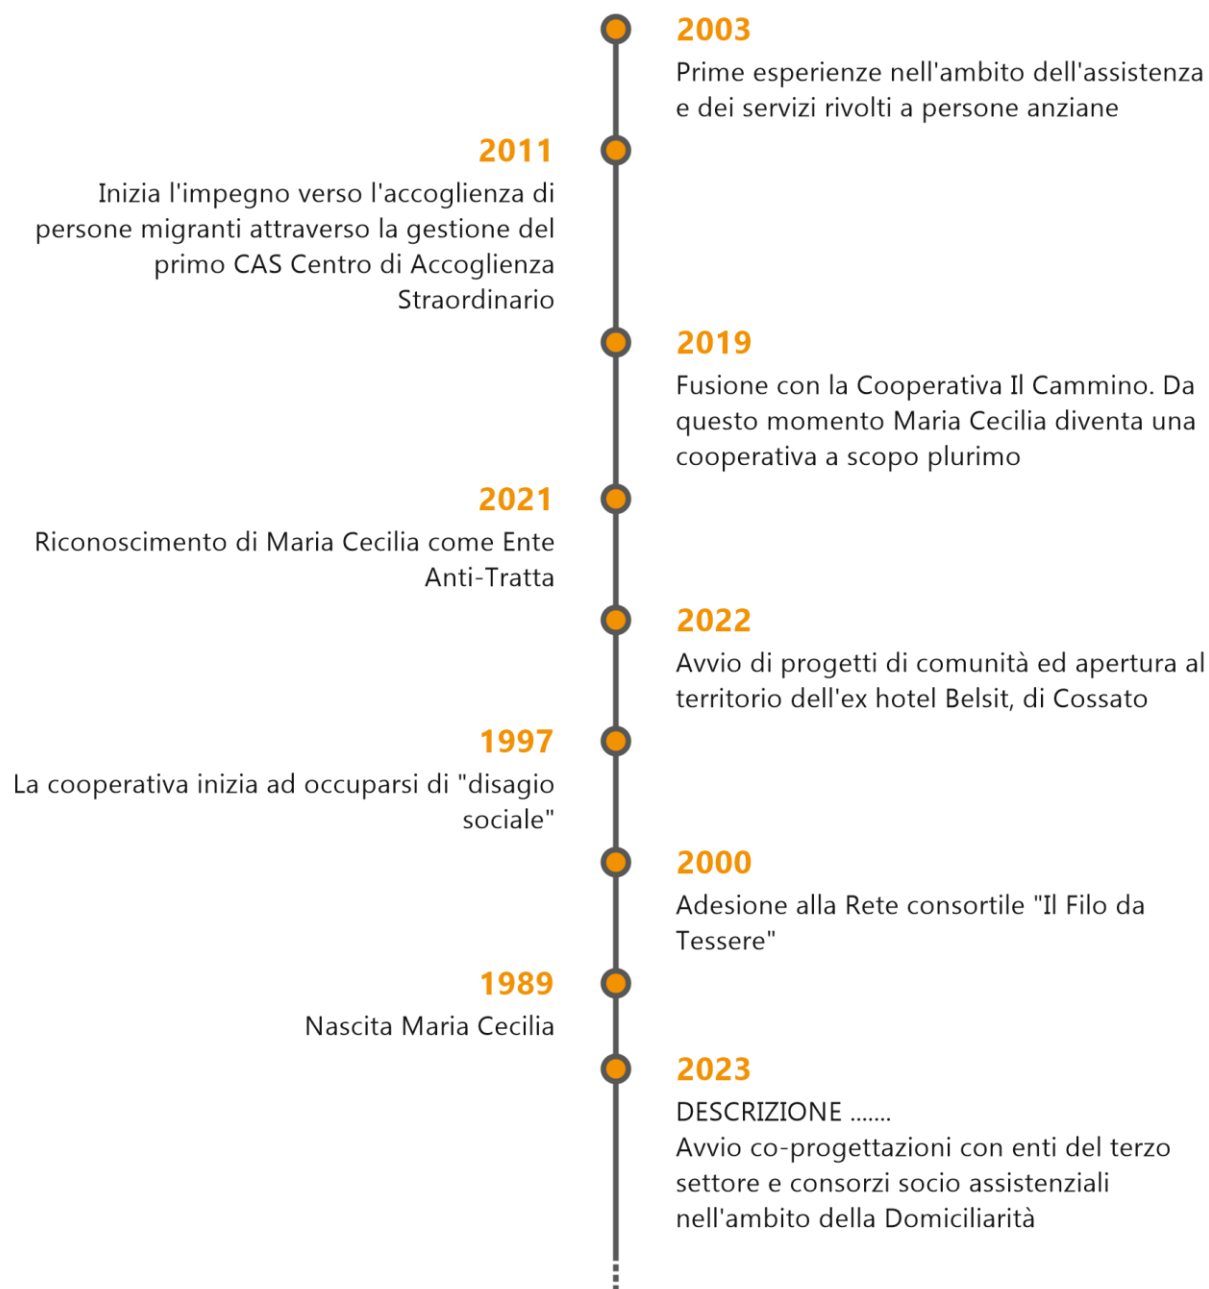 2003
Prime esperienze nell'ambito dell'assistenza
e dei servizi rivolti a persone anziane
2011
Inizia l'impegno verso l'accoglienza di
persone migranti attraverso la gestione del
primo CAS Centro di Accoglienza
Straordinario
2019
Fusione con la Cooperativa Il Cammino. Da
questo momento Maria Cecilia diventa una
cooperativa a scopo plurimo
2021
Riconoscimento di Maria Cecilia come Ente
Anti-Tratta
2022
Avvio di progetti di comunità ed apertura al
territorio dell'ex hotel Belsit, di Cossato
1997
La cooperativa inizia ad occuparsi di "disagio
sociale"
2000
Adesione alla Rete consortile "Il Filo da
Tessere"
1989
Nascita Maria Cecilia
2023
DESCRIZIONE .......
Avvio co-progettazioni con enti del terzo
settore e consorzi socio assistenziali
nell'ambito della Domiciliarità